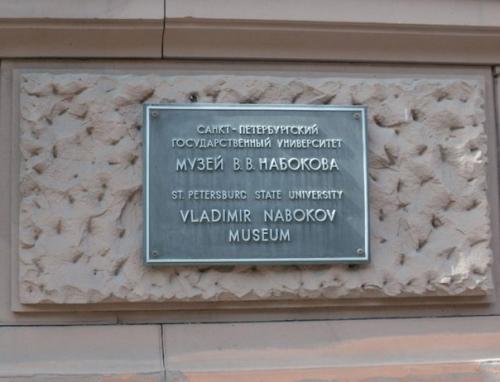 САНКТ-ПЕТЕРБУРГСКИЙ
ГОСУДАРСТВЕННЫЙ УНИВЕРСИТЕТ
МУЗЕЙ В.В. НАБОКОВА
ST. PETERSBURG STATE UNIVERSITY
VLADIMIR NABOKOV
MUSEUM